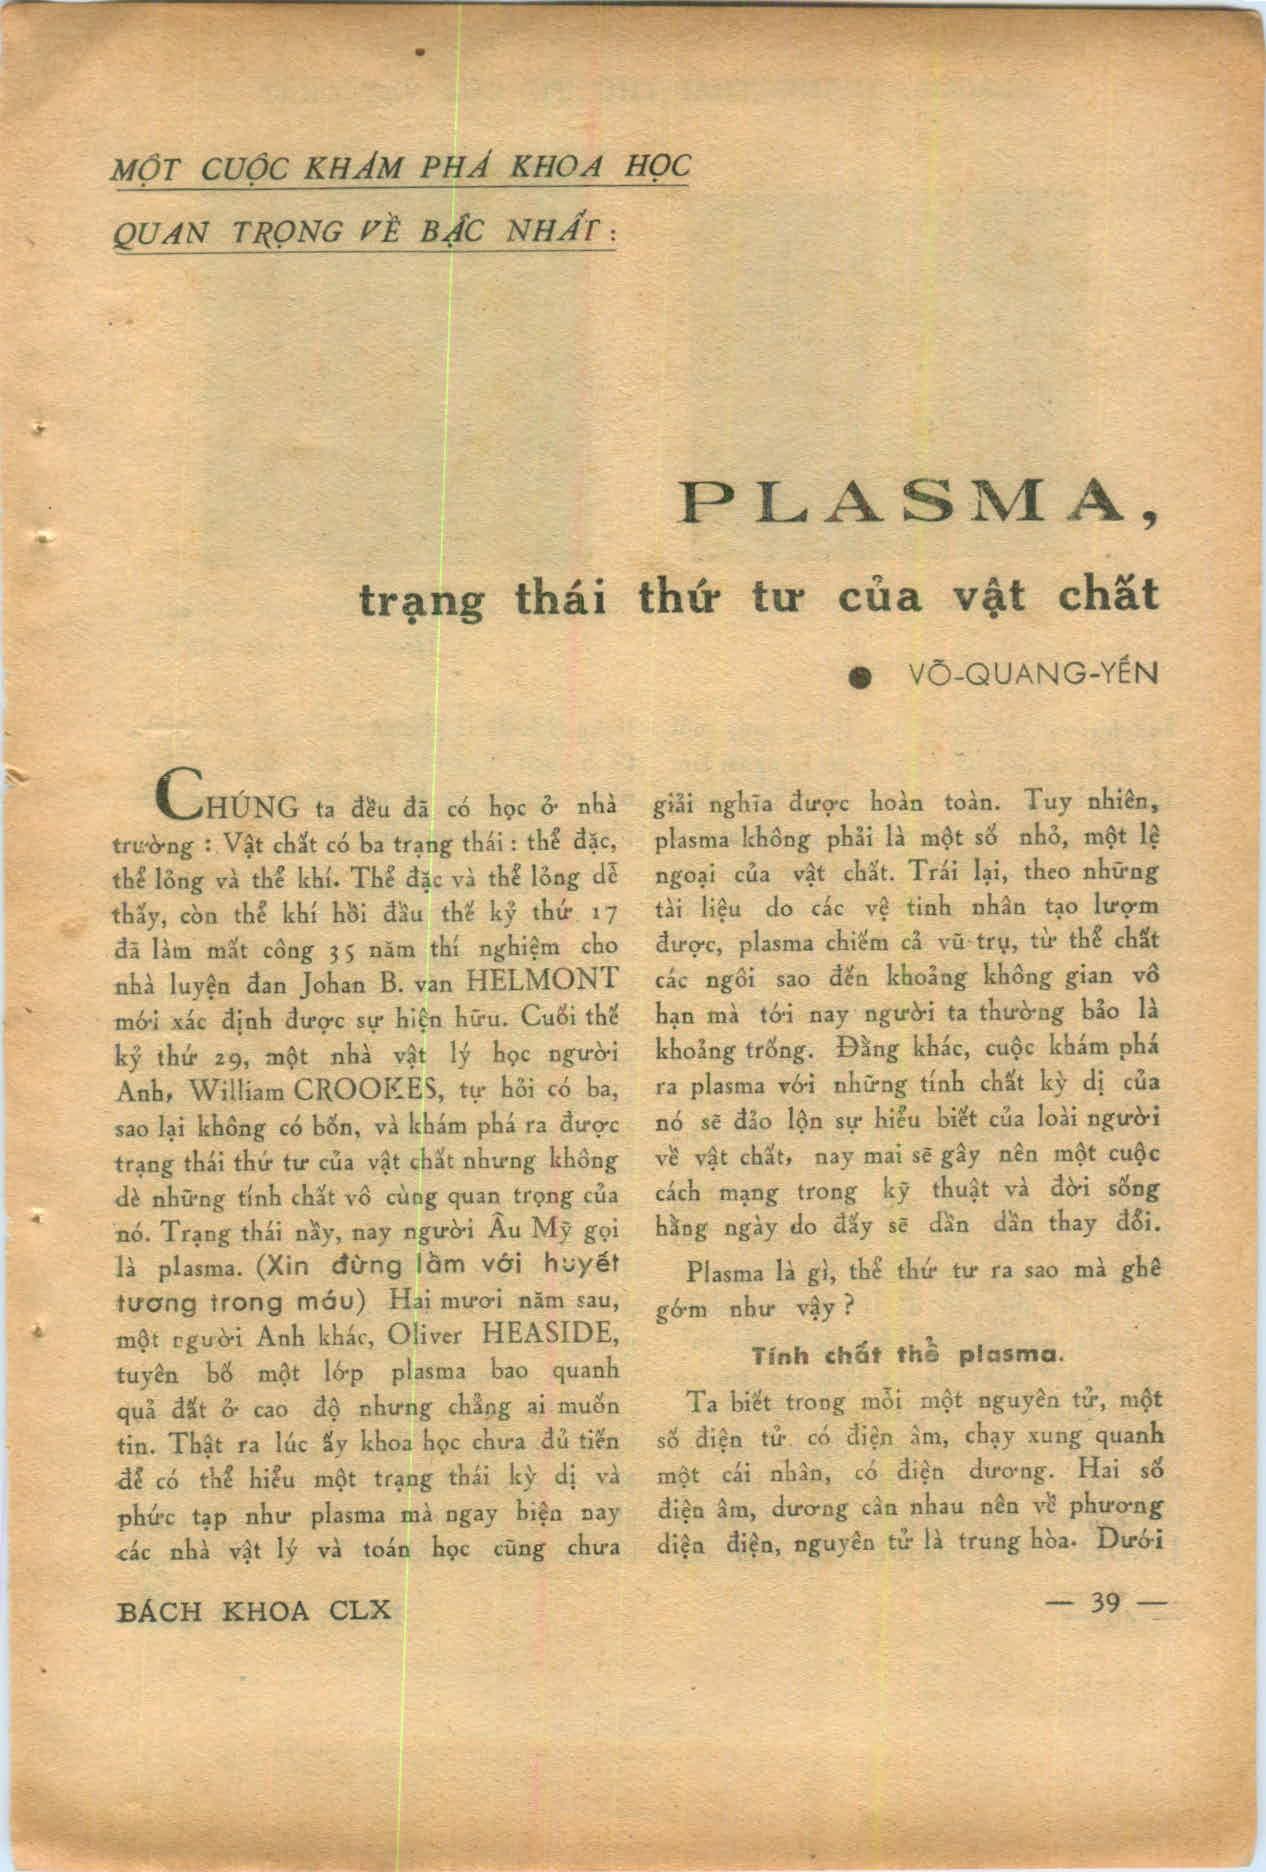 MỘT CUỘC KHÁM PHÁ KHOA HỌC
QUAN TRỌNG VỀ BẬC NHẤT :
PLASMA,
trạng thái thứ tư của vật chất
● VÕ-QUANG-YẾN
CHÚNG ta đều đã có học ở nhà
trường : Vật chất có ba trạng thái : thể đặc,
thể lỏng và thể khí. Thể đặc và thể lỏng dễ
thấy, còn thể khí hồi đầu thế kỷ thứ 17
đã làm mất công 35 năm thí nghiệm cho
nhà luyện đan Johan B. van HELMONT
mới xác định được sự hiện hữu. Cuối thế
kỷ thứ 29, một nhà vật lý học người
Anh, William CROOKES, tự hỏi có ba,
sao lại không có bốn, và khám phá ra được
trạng thái thứ tư của vật chất nhưng không
dè những tính chất vô cùng quan trọng của
nó. Trạng thái nầy, nay người Âu Mỹ gọi
là plasma. (Xin đừng lầm với huyết
tương trong máu) Hai mươi năm sau,
một người Anh khác, Oliver HEASIDE,
tuyên bố một lớp plasma bao quanh
quả đất ở cao độ nhưng chẳng ai muốn
tin. Thật ra lúc ấy khoa học chưa đủ tiến
để có thể hiểu một trạng thái kỳ dị và
phức tạp như plasma mà ngay hiện nay
các nhà vật lý và toán học cũng chưa
giải nghĩa được hoàn toàn. Tuy nhiên,
plasma không phải là một số nhỏ, một lệ
ngoại của vật chất. Trái lại, theo những
tài liệu do các vệ tinh nhân tạo lượm
được, plasma chiếm cả vũ trụ, từ thể chất
các ngôi sao đến khoảng không gian vô
hạn mà tới nay người ta thường bảo là
khoảng trống. Đằng khác, cuộc khám phá
ra plasma với những tính chất kỳ dị của
nó sẽ đảo lộn sự hiểu biết của loài người
về vật chất, nay mai sẽ gây nên một cuộc
cách mạng trong kỹ thuật và đời sống
hằng ngày do đấy sẽ dần dần thay đổi.
Plasma là gì, thể thứ tư ra sao mà ghê
gớm như vậy ?
Tính chất thể plasma.
Ta biết trong mỗi một nguyên tử, một
số điện tử có điện âm, chạy xung quanh
một cái nhân, có điện dương. Hai số
điện âm, dương cân nhau nên về phương
diện điện, nguyên tử là trung hòa. Dưới
BÁCH KHOA CLX
— 39 —